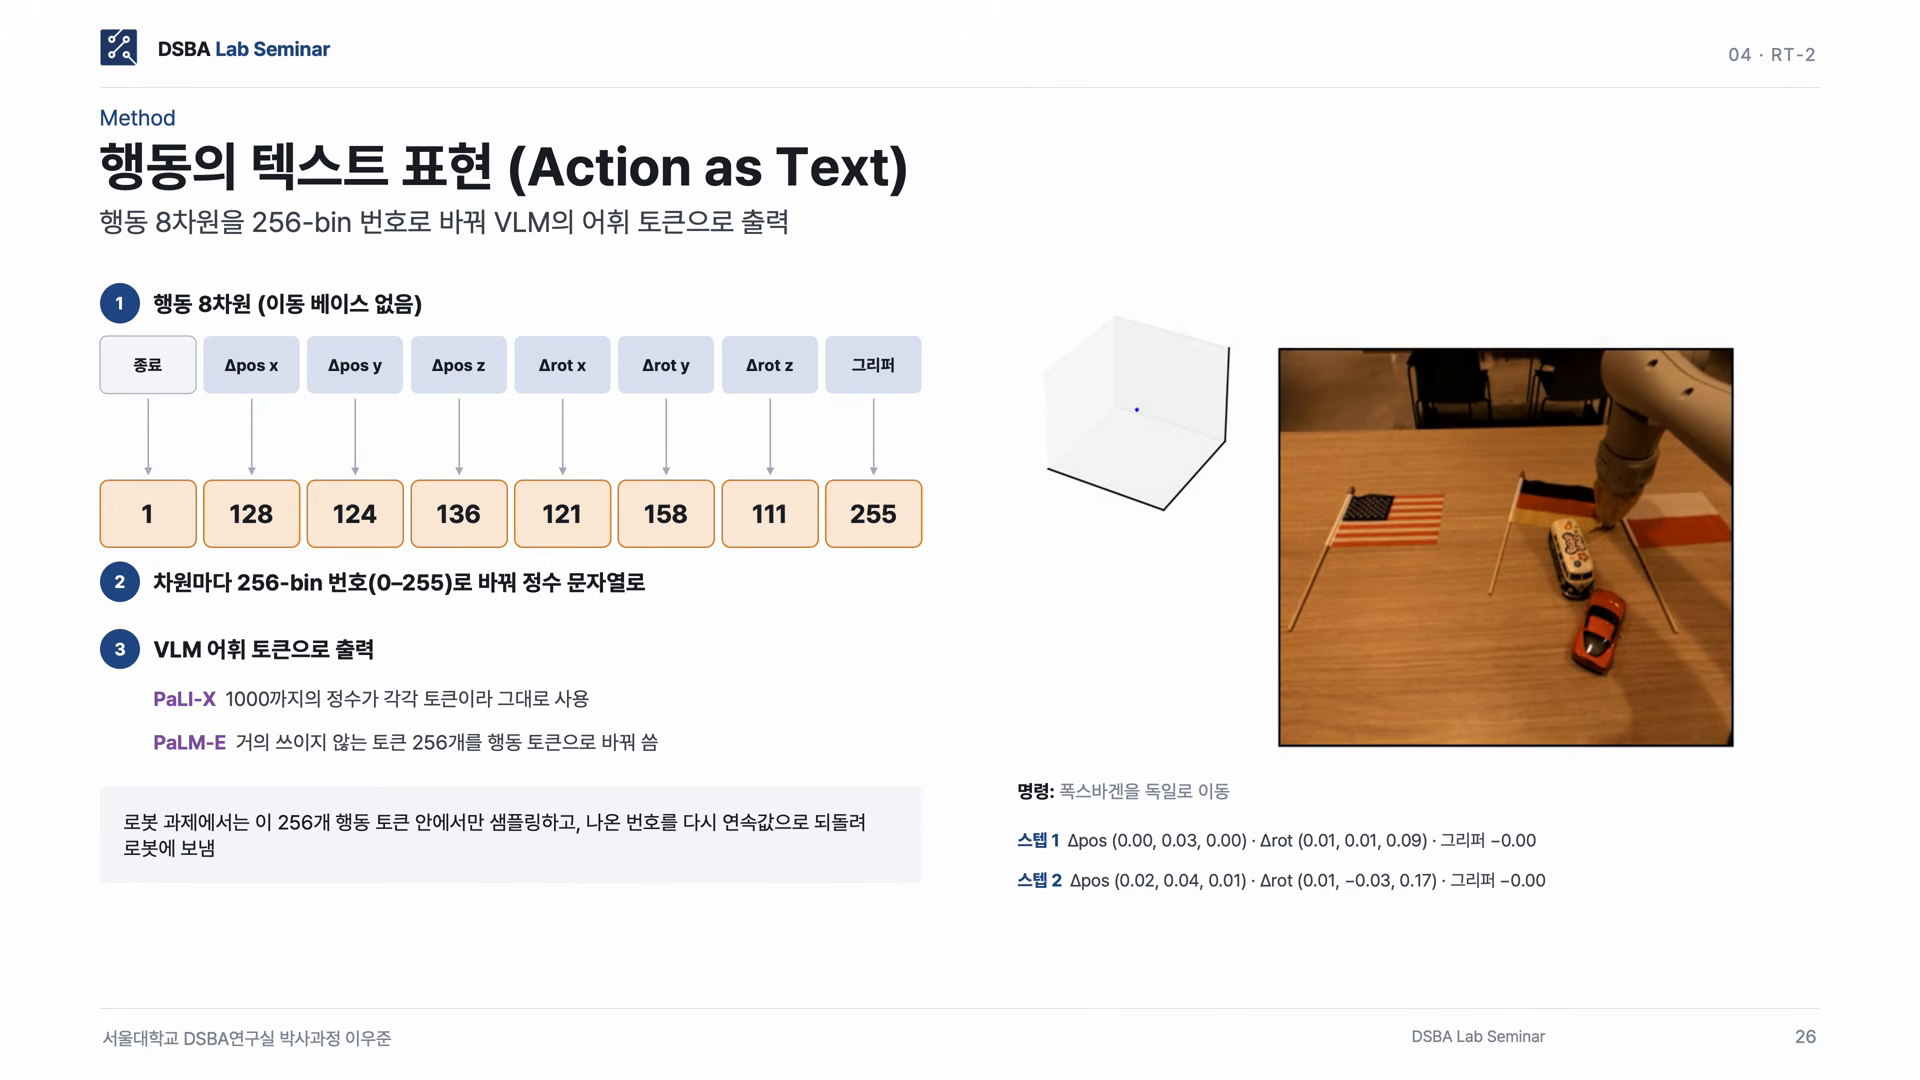 DSBA Lab Seminar
04 · RT-2
Method
행동의 텍스트 표현 (Action as Text)
행동 8차원을 256-bin 번호로 바꿔 VLM의 어휘 토큰으로 출력
1 행동 8차원 (이동 베이스 없음)
종료 Δpos x Δpos y Δpos z Δrot x Δrot y Δrot z 그리퍼
1 128 124 136 121 158 111 255
2 차원마다 256-bin 번호(0–255)로 바꿔 정수 문자열로
3 VLM 어휘 토큰으로 출력
PaLI-X 1000까지의 정수가 각각 토큰이라 그대로 사용
PaLM-E 거의 쓰이지 않는 토큰 256개를 행동 토큰으로 바꿔 씀
로봇 과제에서는 이 256개 행동 토큰 안에서만 샘플링하고, 나온 번호를 다시 연속값으로 되돌려
로봇에 보냄
명령: 폭스바겐을 독일로 이동
스텝 1 Δpos (0.00, 0.03, 0.00) · Δrot (0.01, 0.01, 0.09) · 그리퍼 −0.00
스텝 2 Δpos (0.02, 0.04, 0.01) · Δrot (0.01, −0.03, 0.17) · 그리퍼 −0.00
서울대학교 DSBA연구실 박사과정 이우준
DSBA Lab Seminar
26